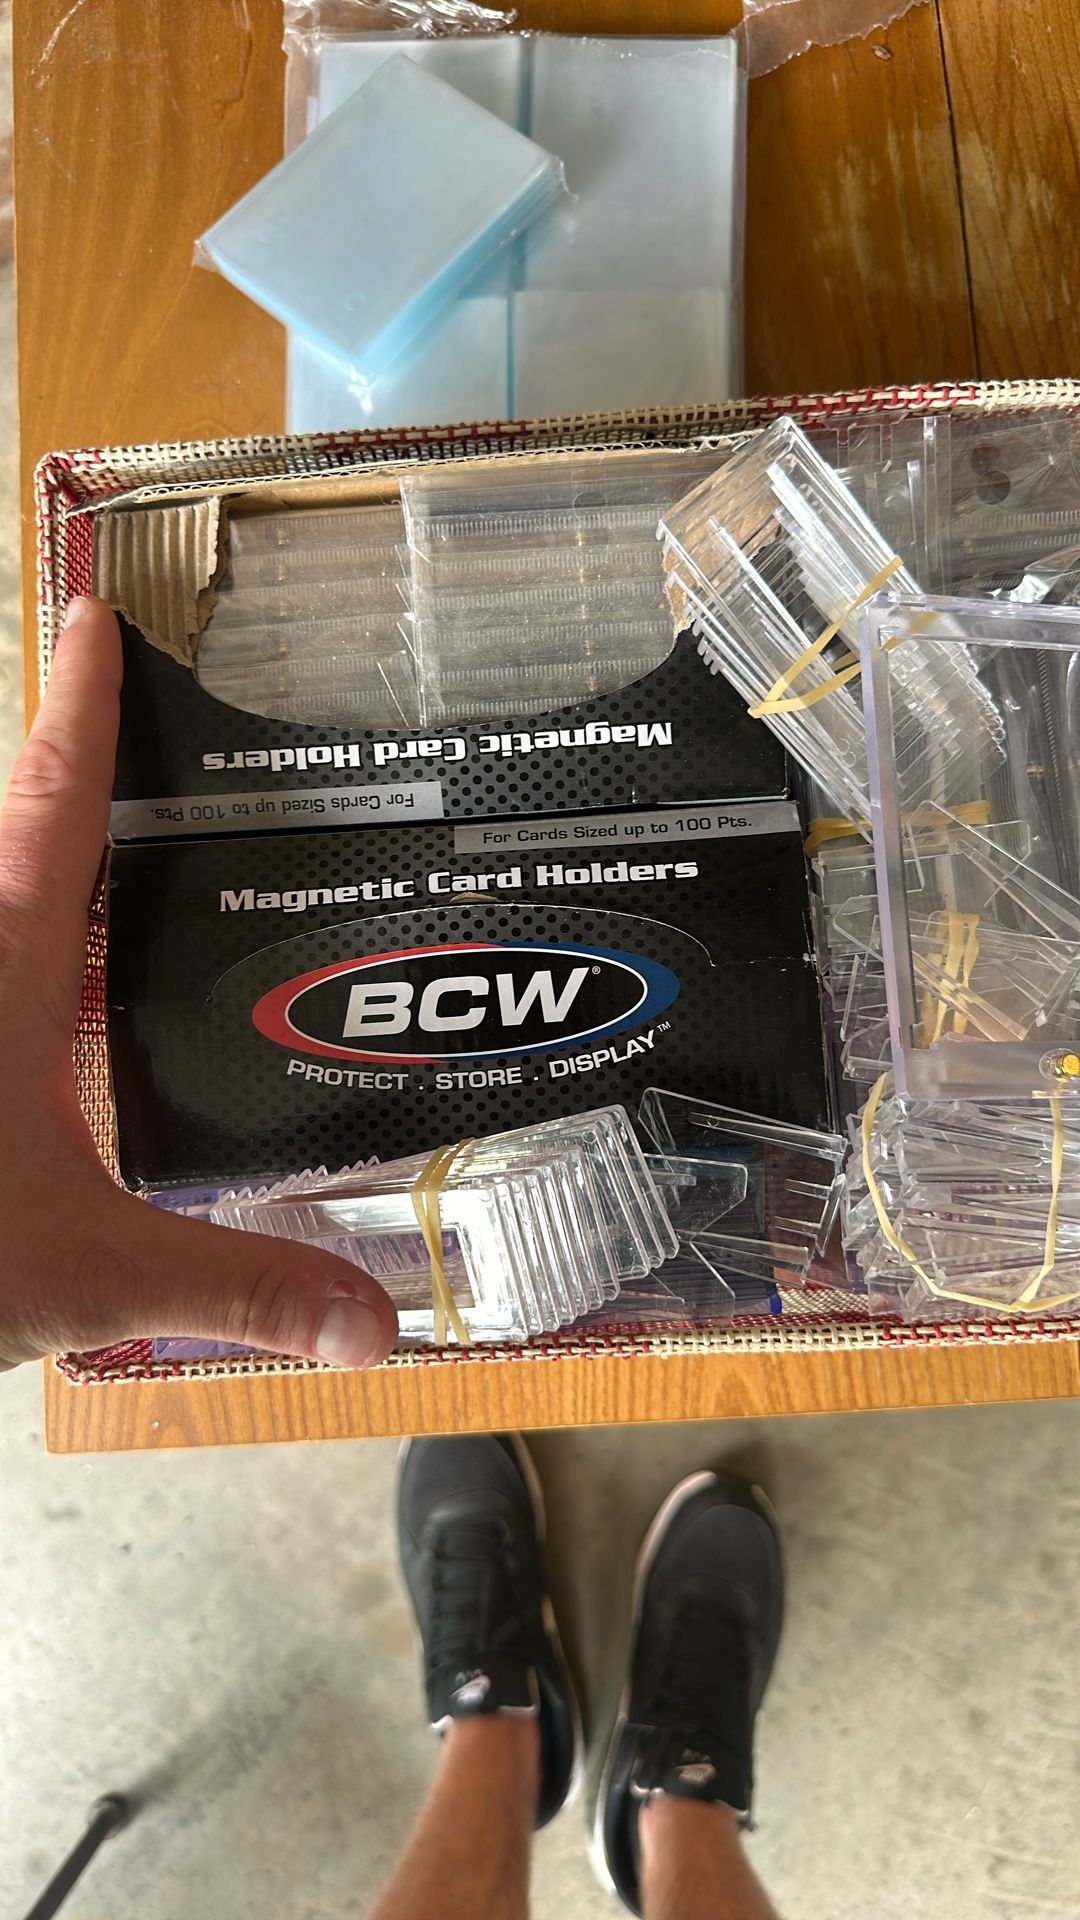 Magnetic Card Holders
For Cards Sized up to 100 Pts.
For Cards Sized up to 100 Pts.
Magnetic Card Holders
BCW®
PROTECT . STORE . DISPLAY™